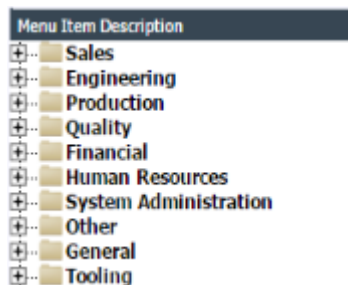 Menu Item Description
Sales
Engineering
Production
Quality
Financial
Human Resources
System Administration
Other
General
Tooling